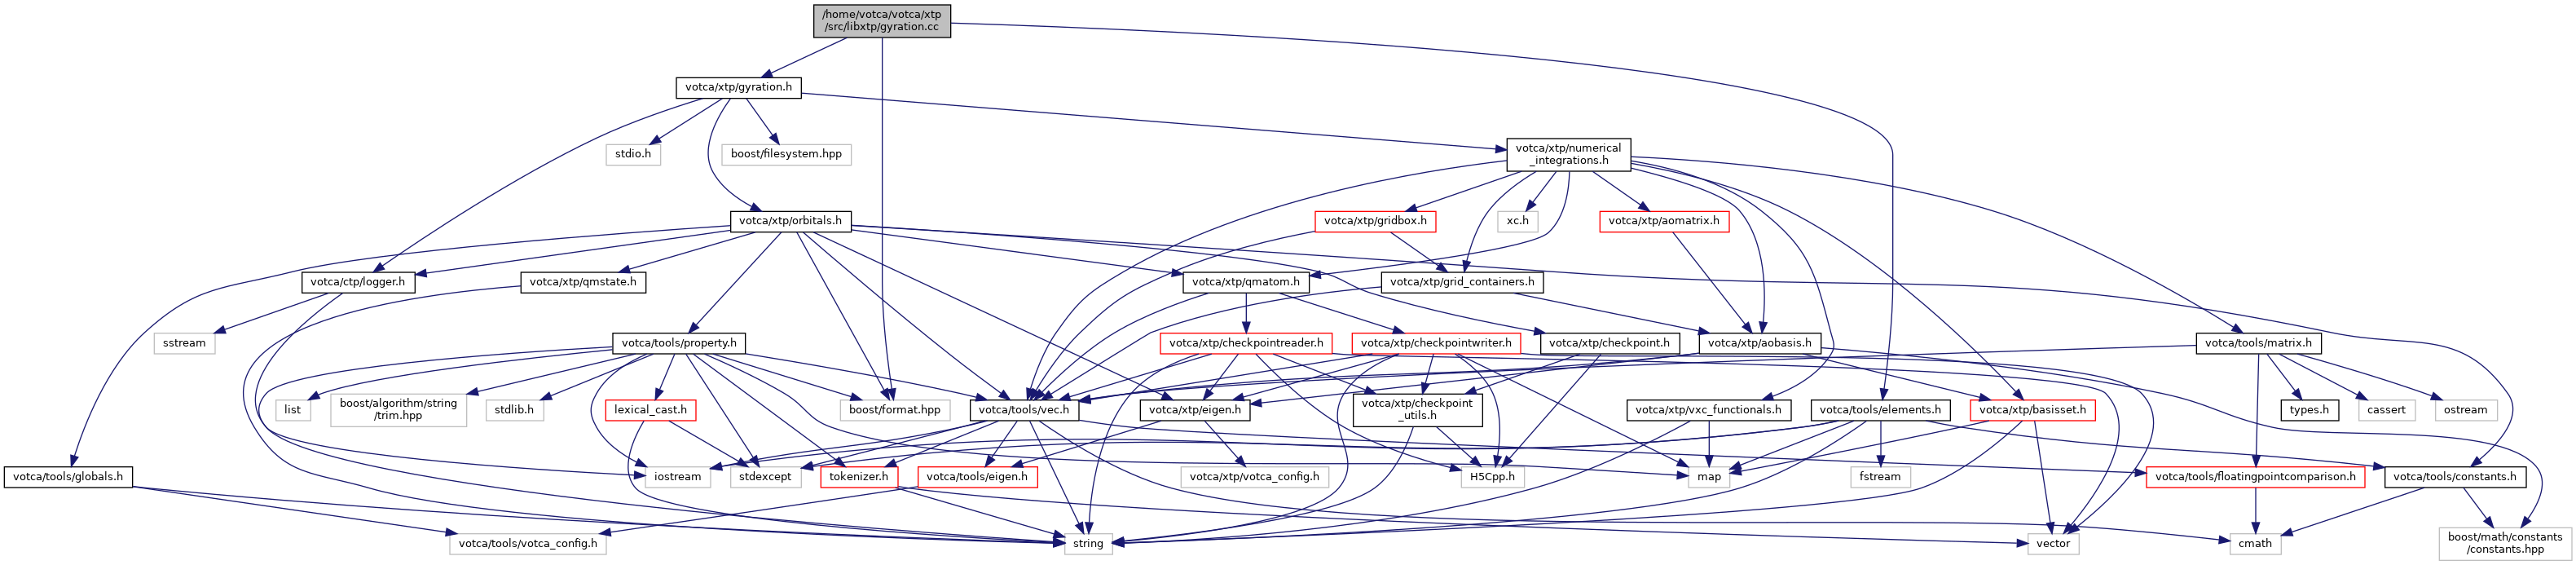 /home/votca/votca/xtp
/src/libxtp/gyration.cc
votca/xtp/gyration.h
stdio.h
boost/filesystem.hpp
votca/xtp/numerical
_integrations.h
votca/xtp/orbitals.h
votca/xtp/gridbox.h
xc.h
votca/xtp/aomatrix.h
votca/ctp/logger.h
votca/xtp/qmstate.h
votca/xtp/qmatom.h
votca/xtp/grid_containers.h
sstream
votca/tools/property.h
votca/xtp/checkpointreader.h
votca/xtp/checkpointwriter.h
votca/xtp/checkpoint.h
votca/xtp/aobasis.h
votca/tools/matrix.h
list
boost/algorithm/string
/trim.hpp
stdlib.h
lexical_cast.h
boost/format.hpp
votca/tools/vec.h
votca/xtp/eigen.h
votca/xtp/checkpoint
_utils.h
votca/xtp/vxc_functionals.h
votca/tools/elements.h
votca/xtp/basisset.h
types.h
cassert
ostream
votca/tools/globals.h
iostream
stdexcept
tokenizer.h
votca/tools/eigen.h
votca/xtp/votca_config.h
H5Cpp.h
map
fstream
votca/tools/floatingpointcomparison.h
votca/tools/constants.h
votca/tools/votca_config.h
string
vector
cmath
boost/math/constants
/constants.hpp